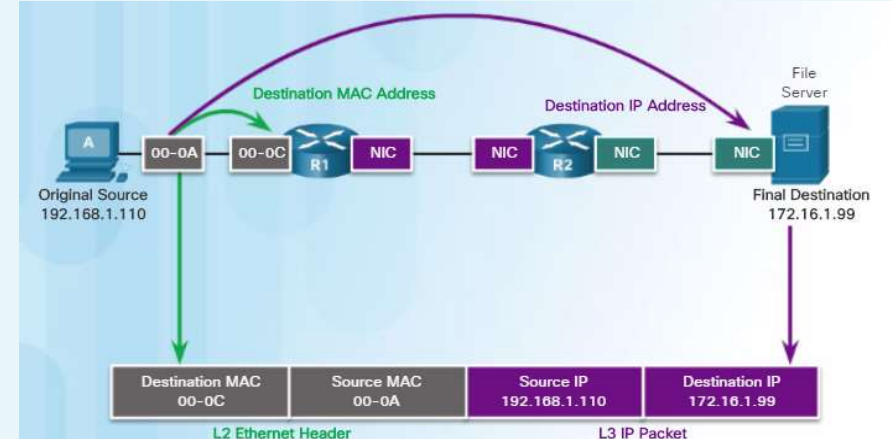 File
Server
Destination MAC Address
Destination IP Address
A
00-0A
00-0C
R1
NIC
NIC
R2
NIC
NIC
Original Source
192.168.1.110
Final Destination
172.16.1.99
Destination MAC
00-0C
Source MAC
00-0A
Source IP
192.168.1.110
Destination IP
172.16.1.99
L2 Ethernet Header
L3 IP Packet